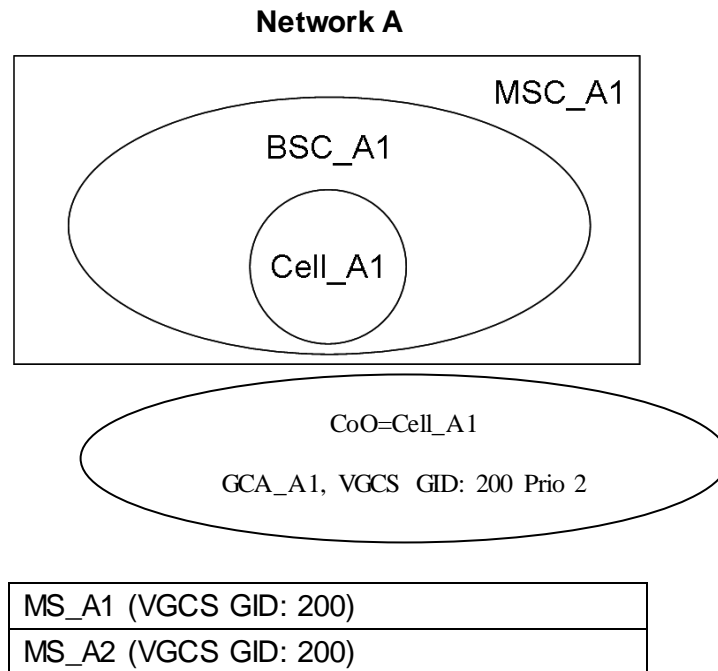 Network A
MSC_A1
BSC_A1
Cell_A1
CoO=Cell_A1
GCA_A1, VGCS GID: 200 Prio 2
MS_A1 (VGCS GID: 200)
MS_A2 (VGCS GID: 200)